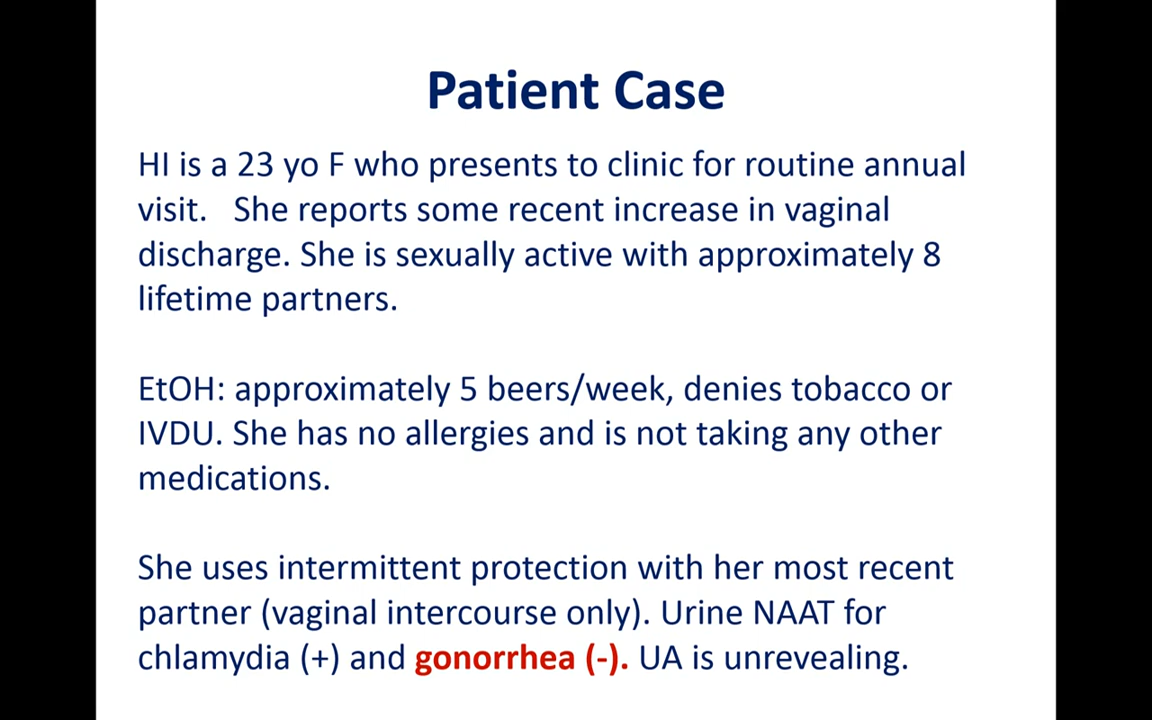 Patient Case
HI is a 23 yo F who presents to clinic for routine annual
visit.   She reports some recent increase in vaginal
discharge. She is sexually active with approximately 8
lifetime partners.
EtOH: approximately 5 beers/week, denies tobacco or
IVDU. She has no allergies and is not taking any other
medications.
She uses intermittent protection with her most recent
partner (vaginal intercourse only). Urine NAAT for
chlamydia (+) and gonorrhea (-). UA is unrevealing.